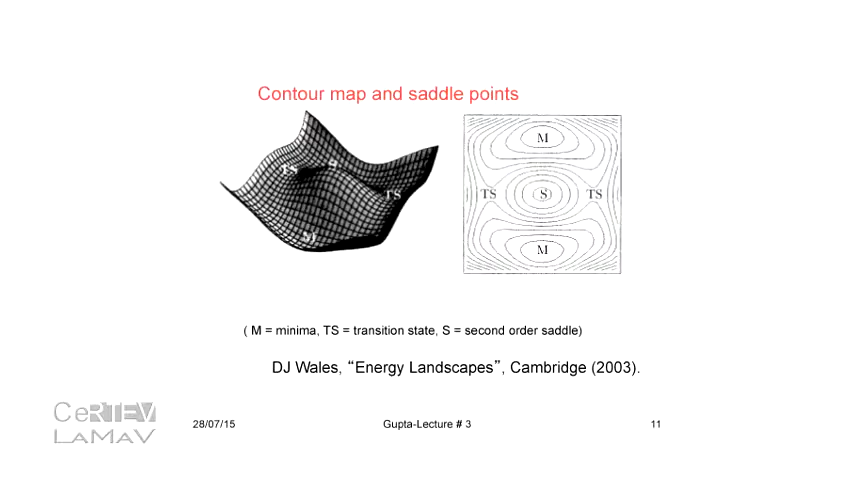 Contour map and saddle points
TS
S
TS
M
M
TS
S
TS
M
( M = minima, TS = transition state, S = second order saddle)
DJ Wales, “Energy Landscapes”, Cambridge (2003).
CeRTEV
LaMaV
28/07/15
Gupta-Lecture # 3
11